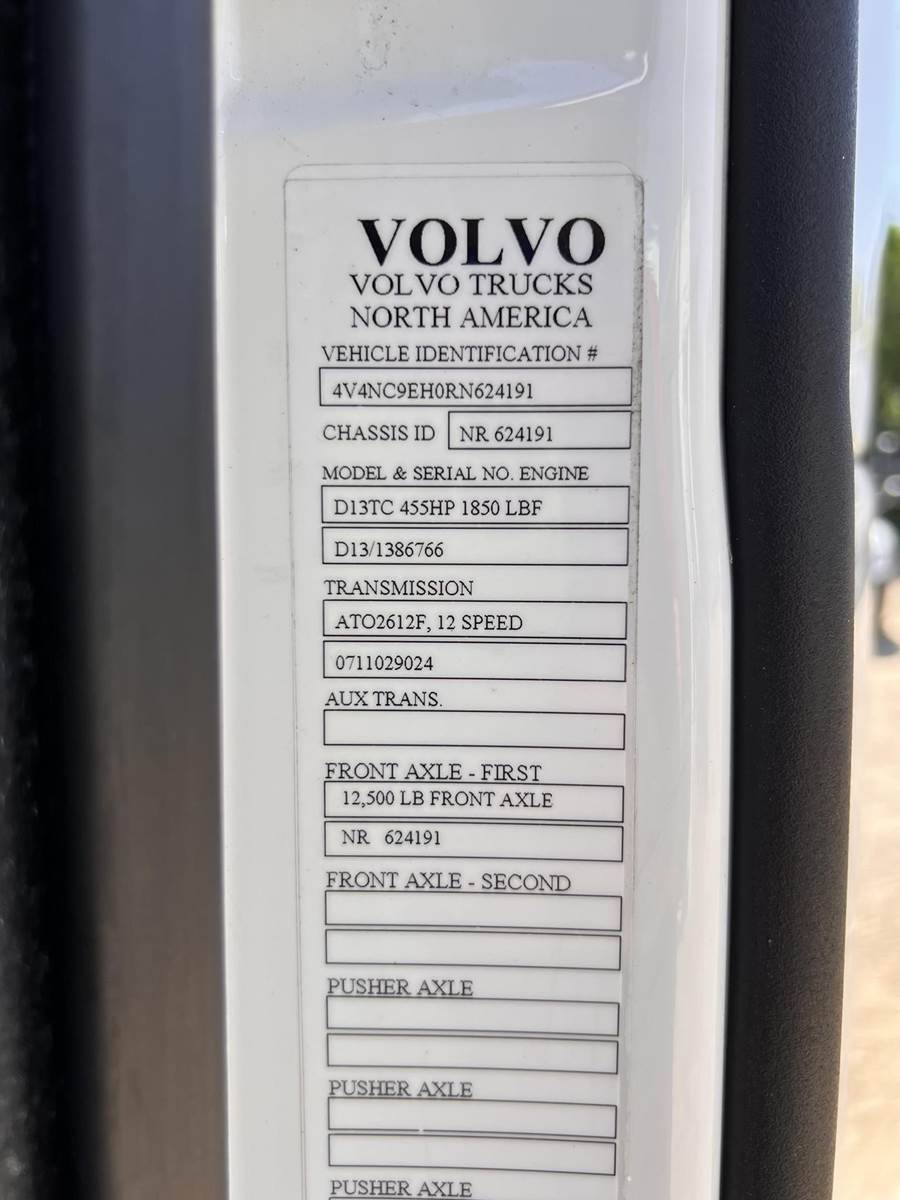 VOLVO
VOLVO TRUCKS
NORTH AMERICA
VEHICLE IDENTIFICATION #
4V4NC9EH0RN624191
CHASSIS ID NR 624191
MODEL & SERIAL NO. ENGINE
D13TC 455HP 1850 LBF
D13/1386766
TRANSMISSION
ATO2612F, 12 SPEED
0711029024
AUX TRANS.
FRONT AXLE - FIRST
12,500 LB FRONT AXLE
NR 624191
FRONT AXLE - SECOND
PUSHER AXLE
PUSHER AXLE
PUSHER AXLE